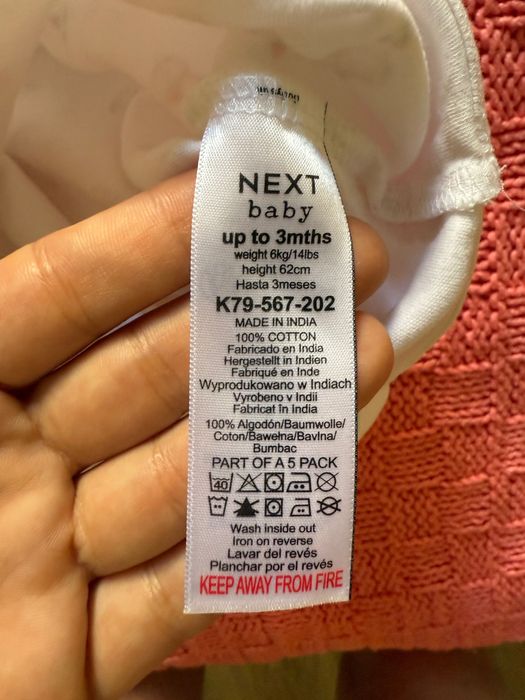 NEXT
baby
up to 3mths
weight 6kg/14lbs
height 62cm
Hasta 3meses
K79-567-202
MADE IN INDIA
100% COTTON
Fabricado en India
Hergestellt in Indien
Fabriqué en Inde
Wyprodukowano w Indiach
Vyrobeno v Indii
Fabricat în India
100% Algodón/Baumwolle/
Coton/Bawełna/Bavlna/
Bumbac
PART OF A 5 PACK
40
Wash inside out
Iron on reverse
Lavar del revés
Planchar por el revés
KEEP AWAY FROM FIRE